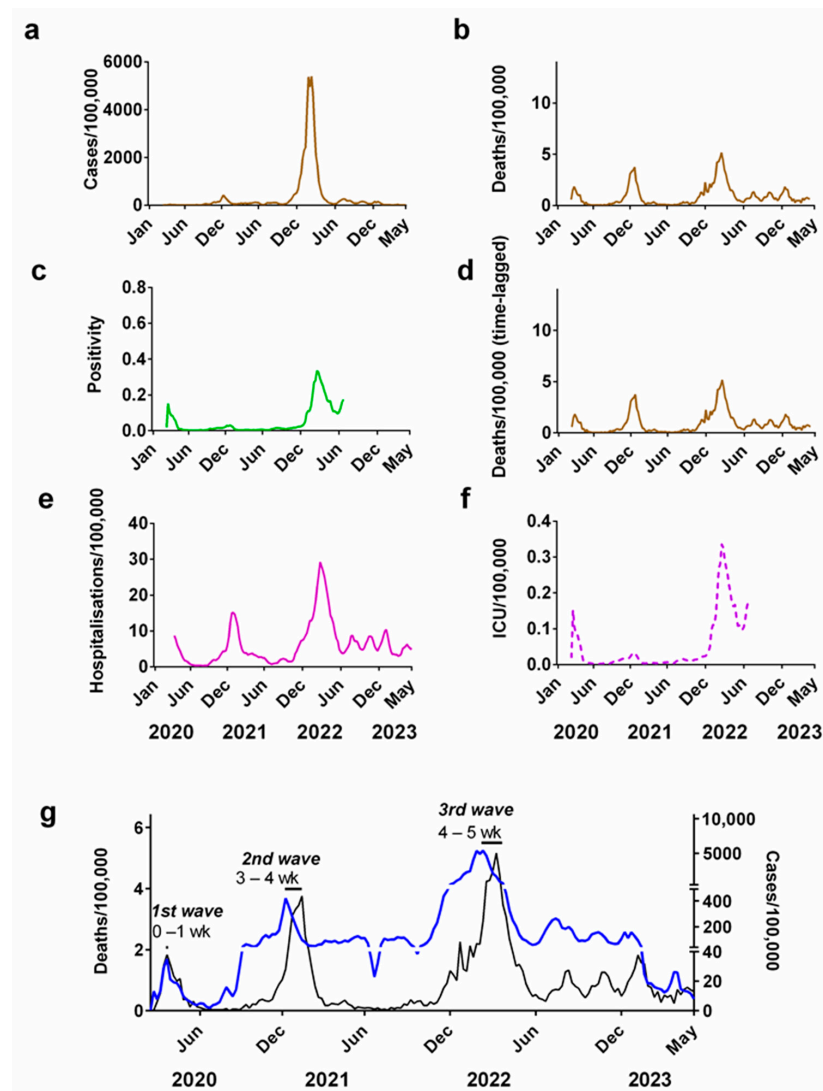 a
Cases/100,000
6000
4000
2000
0
Jan Jun Dec Jun Dec Jun Dec May
b
Deaths/100,000
10
5
0
Jan Jun Dec Jun Dec Jun Dec May
c
Positivity
0.8
0.6
0.4
0.2
0.0
Jan Jun Dec Jun Dec Jun Dec May
d
Deaths/100,000 (time-lagged)
10
5
0
Jan Jun Dec Jun Dec Jun Dec May
e
Hospitalisations/100,000
40
30
20
10
0
Jan Jun Dec Jun Dec Jun Dec May
2020 2021 2022 2023
f
ICU/100,000
0.4
0.3
0.2
0.1
0.0
Jan Jun Dec Jun Dec Jun Dec May
2020 2021 2022 2023
g
Deaths/100,000
6
4
2
0
1st wave
0 –1 wk
2nd wave
3 – 4 wk
3rd wave
4 – 5 wk
Cases/100,000
10,000
5000
400
200
40
20
0
Jun Dec Jun Dec Jun Dec May
2020 2021 2022 2023